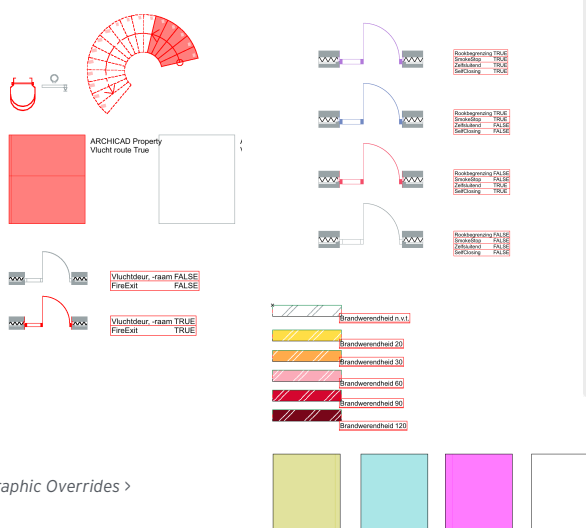 ARCHICAD Property
Vlucht route True
Vluchtdeur, -raam FALSE
FireExit FALSE
Vluchtdeur, -raam TRUE
FireExit TRUE
Rookbegrenzing TRUE
SmokeStop TRUE
Zelfsluitend TRUE
SelfClosing TRUE
Rookbegrenzing TRUE
SmokeStop TRUE
Zelfsluitend FALSE
SelfClosing FALSE
Rookbegrenzing FALSE
SmokeStop FALSE
Zelfsluitend TRUE
SelfClosing TRUE
Rookbegrenzing FALSE
SmokeStop FALSE
Zelfsluitend FALSE
SelfClosing FALSE
Brandwerendheid n.v.t.
Brandwerendheid 20
Brandwerendheid 30
Brandwerendheid 60
Brandwerendheid 90
Brandwerendheid 120
raphic Overrides >